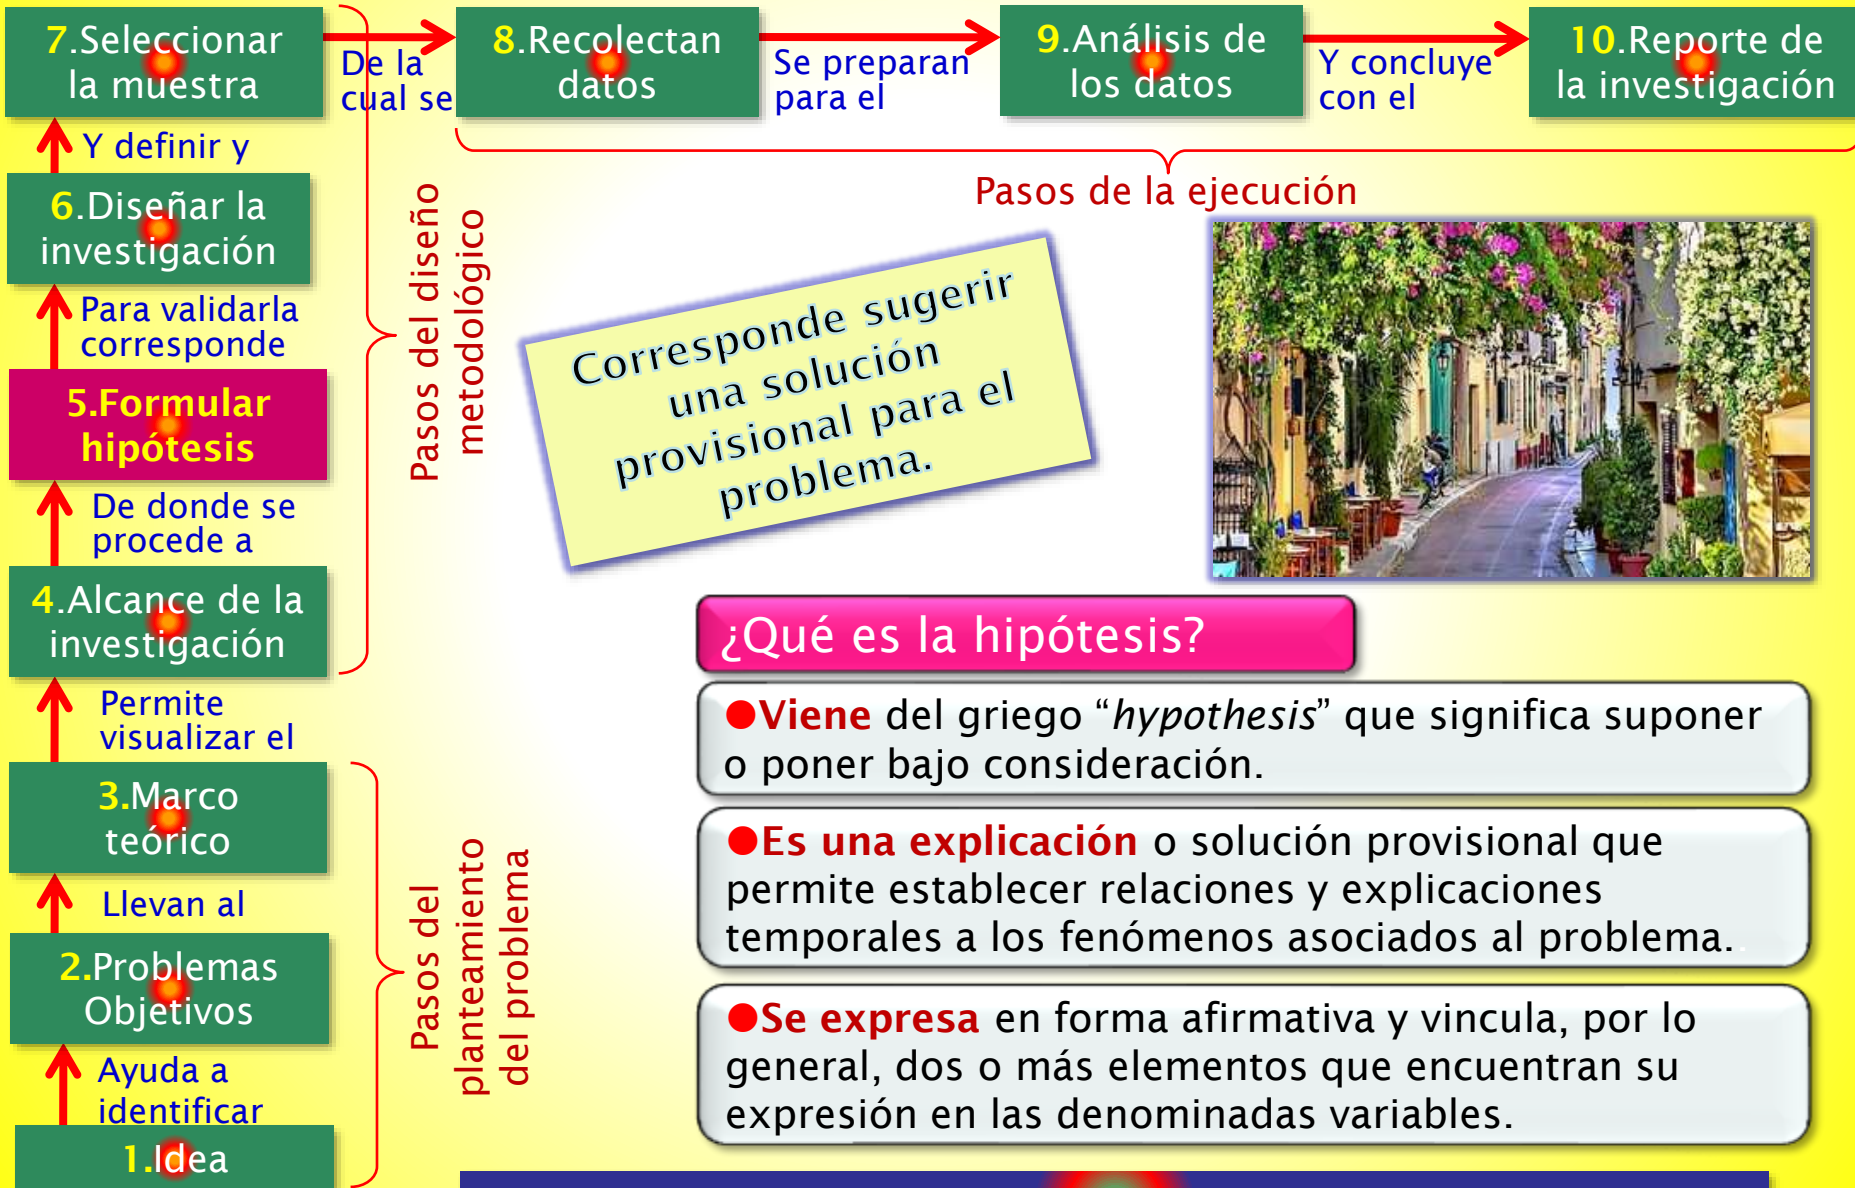 7.Seleccionar
la muestra
De la
cual se
8.Recolectan
datos
Se preparan
para el
9.Análisis de
los datos
Y concluye
con el
10.Reporte de
la investigación
Y definir y
6.Diseñar la
investigación
Para validarla
corresponde
5.Formular
hipótesis
De donde se
procede a
4.Alcance de la
investigación
Permite
visualizar el
3.Marco
teórico
Llevan al
2.Problemas
Objetivos
Ayuda a
identificar
1.Idea
Pasos del diseño
metodológico
Pasos del
planteamiento
del problema
Pasos de la ejecución
Corresponde sugerir
una solución
provisional para el
problema.
¿Qué es la hipótesis?
●Viene del griego “hypothesis” que significa suponer
o poner bajo consideración.
●Es una explicación o solución provisional que
permite establecer relaciones y explicaciones
temporales a los fenómenos asociados al problema..
●Se expresa en forma afirmativa y vincula, por lo
general, dos o más elementos que encuentran su
expresión en las denominadas variables.